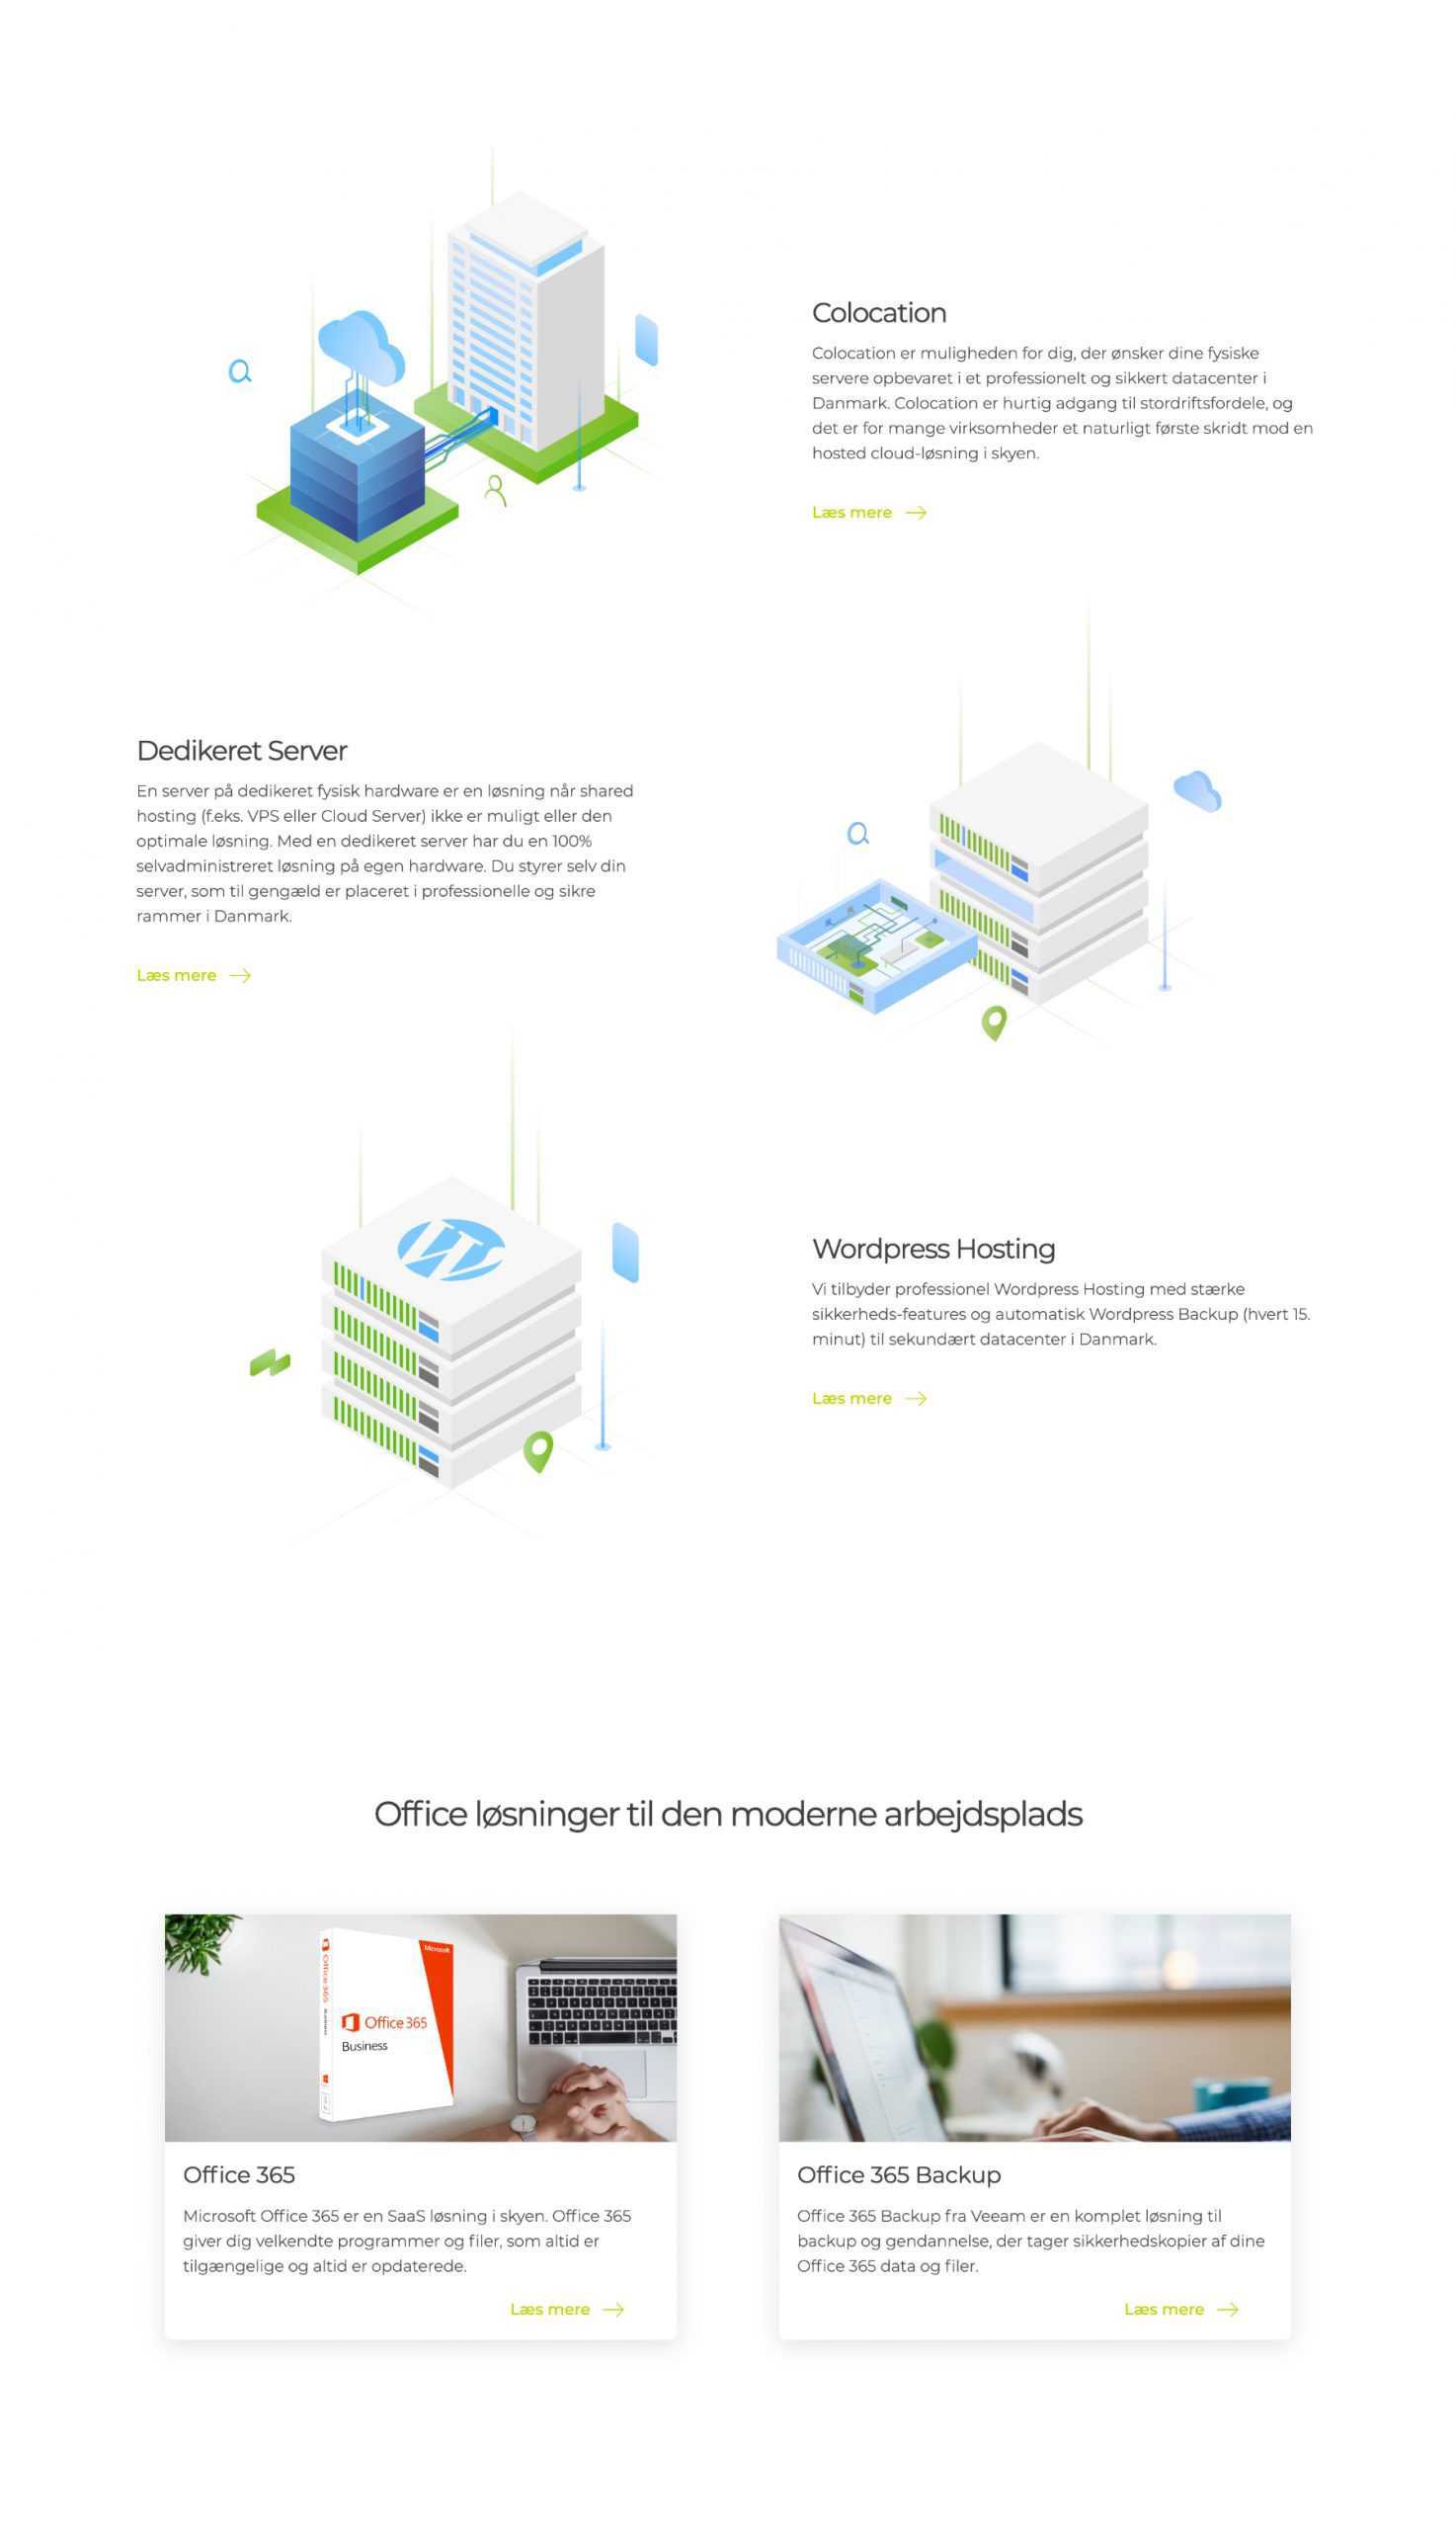 Colocation
Colocation er muligheden for dig, der ønsker dine fysiske
servere opbevaret i et professionelt og sikkert datacenter i
Danmark. Colocation er hurtig adgang til stordriftsfordele, og
det er for mange virksomheder et naturligt første skridt mod en
hosted cloud-løsning i skyen.
Læs mere
Dedikeret Server
En server på dedikeret fysisk hardware er en løsning når shared
hosting (f.eks. VPS eller Cloud Server) ikke er muligt eller den
optimale løsning. Med en dedikeret server har du en 100%
selvadministreret løsning på egen hardware. Du styrer selv din
server, som til gengæld er placeret i professionelle og sikre
rammer i Danmark.
Læs mere
Wordpress Hosting
Vi tilbyder professionel Wordpress Hosting med stærke
sikkerheds-features og automatisk Wordpress Backup (hvert 15.
minut) til sekundært datacenter i Danmark.
Læs mere
Office løsninger til den moderne arbejdsplads
Microsoft
Office 365 Business
Office 365
Business
Office 365
Microsoft Office 365 er en SaaS løsning i skyen. Office 365
giver dig velkendte programmer og filer, som altid er
tilgængelige og altid er opdaterede.
Læs mere
Office 365 Backup
Office 365 Backup fra Veeam er en komplet løsning til
backup og gendannelse, der tager sikkerhedskopier af dine
Office 365 data og filer.
Læs mere